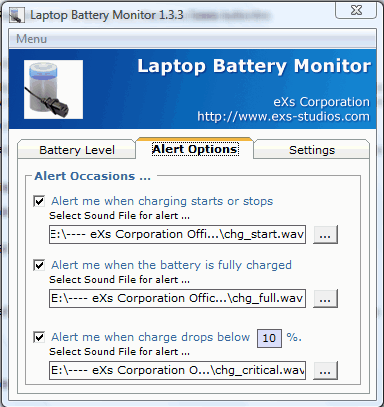 Laptop Battery Monitor 1.3.3
Menu
Laptop Battery Monitor
eXs Corporation
http://www.exs-studios.com
Battery Level Alert Options Settings
Alert Occasions ...
Alert me when charging starts or stops
Select Sound File for alert ...
E:\---- eXs Corporation Offi...\chg_start.wav ...
Alert me when the battery is fully charged
Select Sound File for alert ...
E:\---- eXs Corporation Offic...\chg_full.wav ...
Alert me when charge drops below 10 %.
Select Sound File for alert ...
E:\---- eXs Corporation O...\chg_critical.wav ...